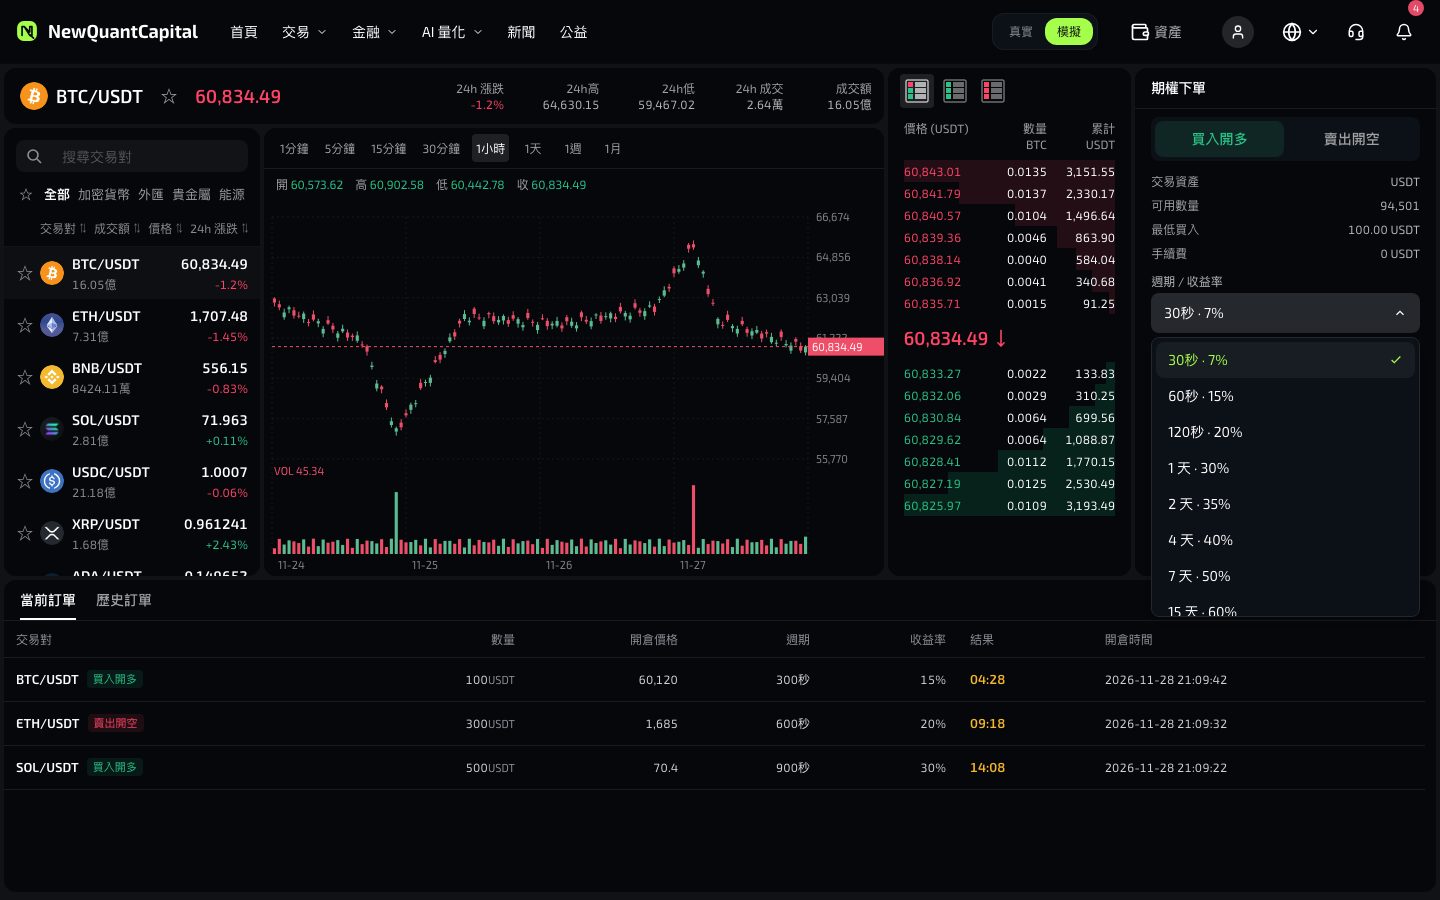 NewQuantCapital 首頁 交易 金融 AI 量化 新聞 公益 真實 模擬 資產 4
BTC/USDT 60,834.49
24h 漲跌 24h高 24h低 24h 成交 成交額
-1.2% 64,630.15 59,467.02 2.64萬 16.05億
搜尋交易對
全部 加密貨幣 外匯 貴金屬 能源
交易對 成交額 價格 24h 漲跌
BTC/USDT 60,834.49
16.05億 -1.2%
ETH/USDT 1,707.48
7.31億 -1.45%
BNB/USDT 556.15
8424.11萬 -0.83%
SOL/USDT 71.963
2.81億 +0.11%
USDC/USDT 1.0007
21.18億 -0.06%
XRP/USDT 0.961241
1.68億 +2.43%
ADA/USDT 0.149652
1分鐘 5分鐘 15分鐘 30分鐘 1小時 1天 1週 1月
開 60,573.62 高 60,902.58 低 60,442.78 收 60,834.49
66,674
64,856
63,039
60,834.49
59,404
57,587
55,770
VOL 45.34
11-24 11-25 11-26 11-27
價格 (USDT) 數量 累計
BTC USDT
60,843.01 0.0135 3,151.55
60,841.79 0.0137 2,330.17
60,840.57 0.0104 1,496.64
60,839.36 0.0046 863.90
60,838.14 0.0040 584.04
60,836.92 0.0041 340.68
60,835.71 0.0015 91.25
60,834.49 ↓
60,833.27 0.0022 133.83
60,832.06 0.0029 310.25
60,830.84 0.0064 699.56
60,829.62 0.0064 1,088.87
60,828.41 0.0112 1,770.15
60,827.19 0.0125 2,530.49
60,825.97 0.0109 3,193.49
期權下單
買入開多 賣出開空
交易資產 USDT
可用數量 94,501
最低買入 100.00 USDT
手續費 0 USDT
週期 / 收益率
30秒 · 7%
30秒 · 7%
60秒 · 15%
120秒 · 20%
1 天 · 30%
2 天 · 35%
4 天 · 40%
7 天 · 50%
15 天 · 60%
當前訂單 歷史訂單
交易對 數量 開倉價格 週期 收益率 結果 開倉時間
BTC/USDT 買入開多 100USDT 60,120 300秒 15% 04:28 2026-11-28 21:09:42
ETH/USDT 賣出開空 300USDT 1,685 600秒 20% 09:18 2026-11-28 21:09:32
SOL/USDT 買入開多 500USDT 70.4 900秒 30% 14:08 2026-11-28 21:09:22